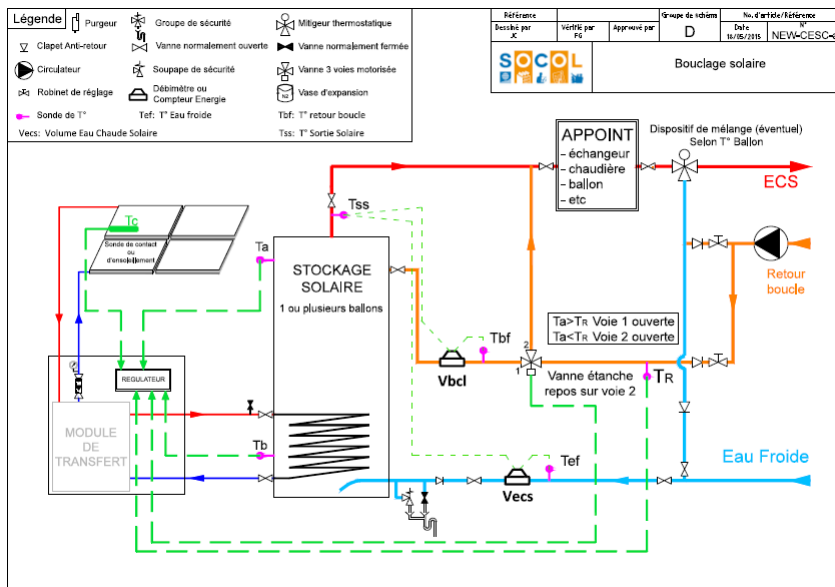 Légende
Purgeur
Groupe de sécurité
Mitigeur thermostatique
Clapet Anti-retour
Vanne normalement ouverte
Vanne normalement fermée
Circulateur
Soupape de sécurité
Vanne 3 voies motorisée
Robinet de réglage
Débimètre ou
Compteur Energie
N2
Vase d'expansion
Sonde de T°
Tef: T° Eau froide
Tbf: T° retour boucle
Vecs: Volume Eau Chaude Solaire
Tss: T° Sortie Solaire
Référence
Groupe de schéma
No. d'article/Référence
Dessiné par
JC
Vérifié par
FG
Approuvé par
D
Date
18/05/2015
N°
NEW-CESC-
SOCOL
Bouclage solaire
APPOINT
- échangeur
- chaudière
- ballon
- etc
Dispositif de mélange (éventuel)
Selon T° Ballon
ECS
Tss
Tc
Sonde de contact
ou
d'ensoleillement
Ta
STOCKAGE
SOLAIRE
1 ou plusieurs ballons
Retour
boucle
Ta>TR Voie 1 ouverte
Ta<TR Voie 2 ouverte
Tbf
2
1
Vbcl
TR
Vanne étanche
repos sur voie 2
REGULATEUR
MODULE
DE
TRANSFERT
Tb
Tef
Vecs
Eau Froide